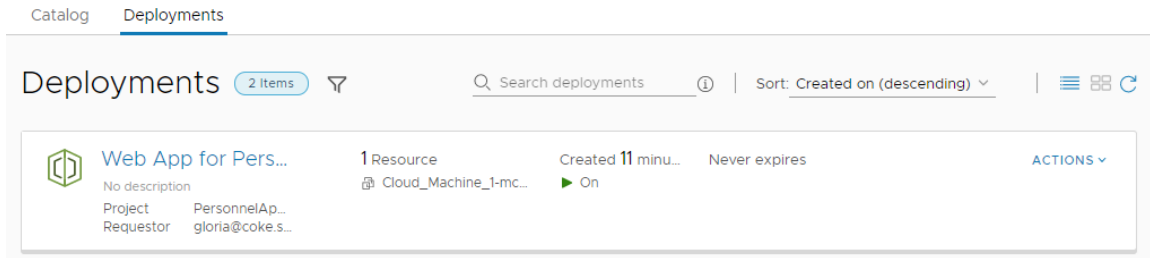 Catalog Deployments
Deployments 2 Items Search deployments Sort: Created on (descending)
Web App for Pers... 1 Resource Created 11 minu... Never expires ACTIONS
No description Cloud_Machine_1-mc... On
Project PersonnelAp...
Requestor gloria@coke.s...